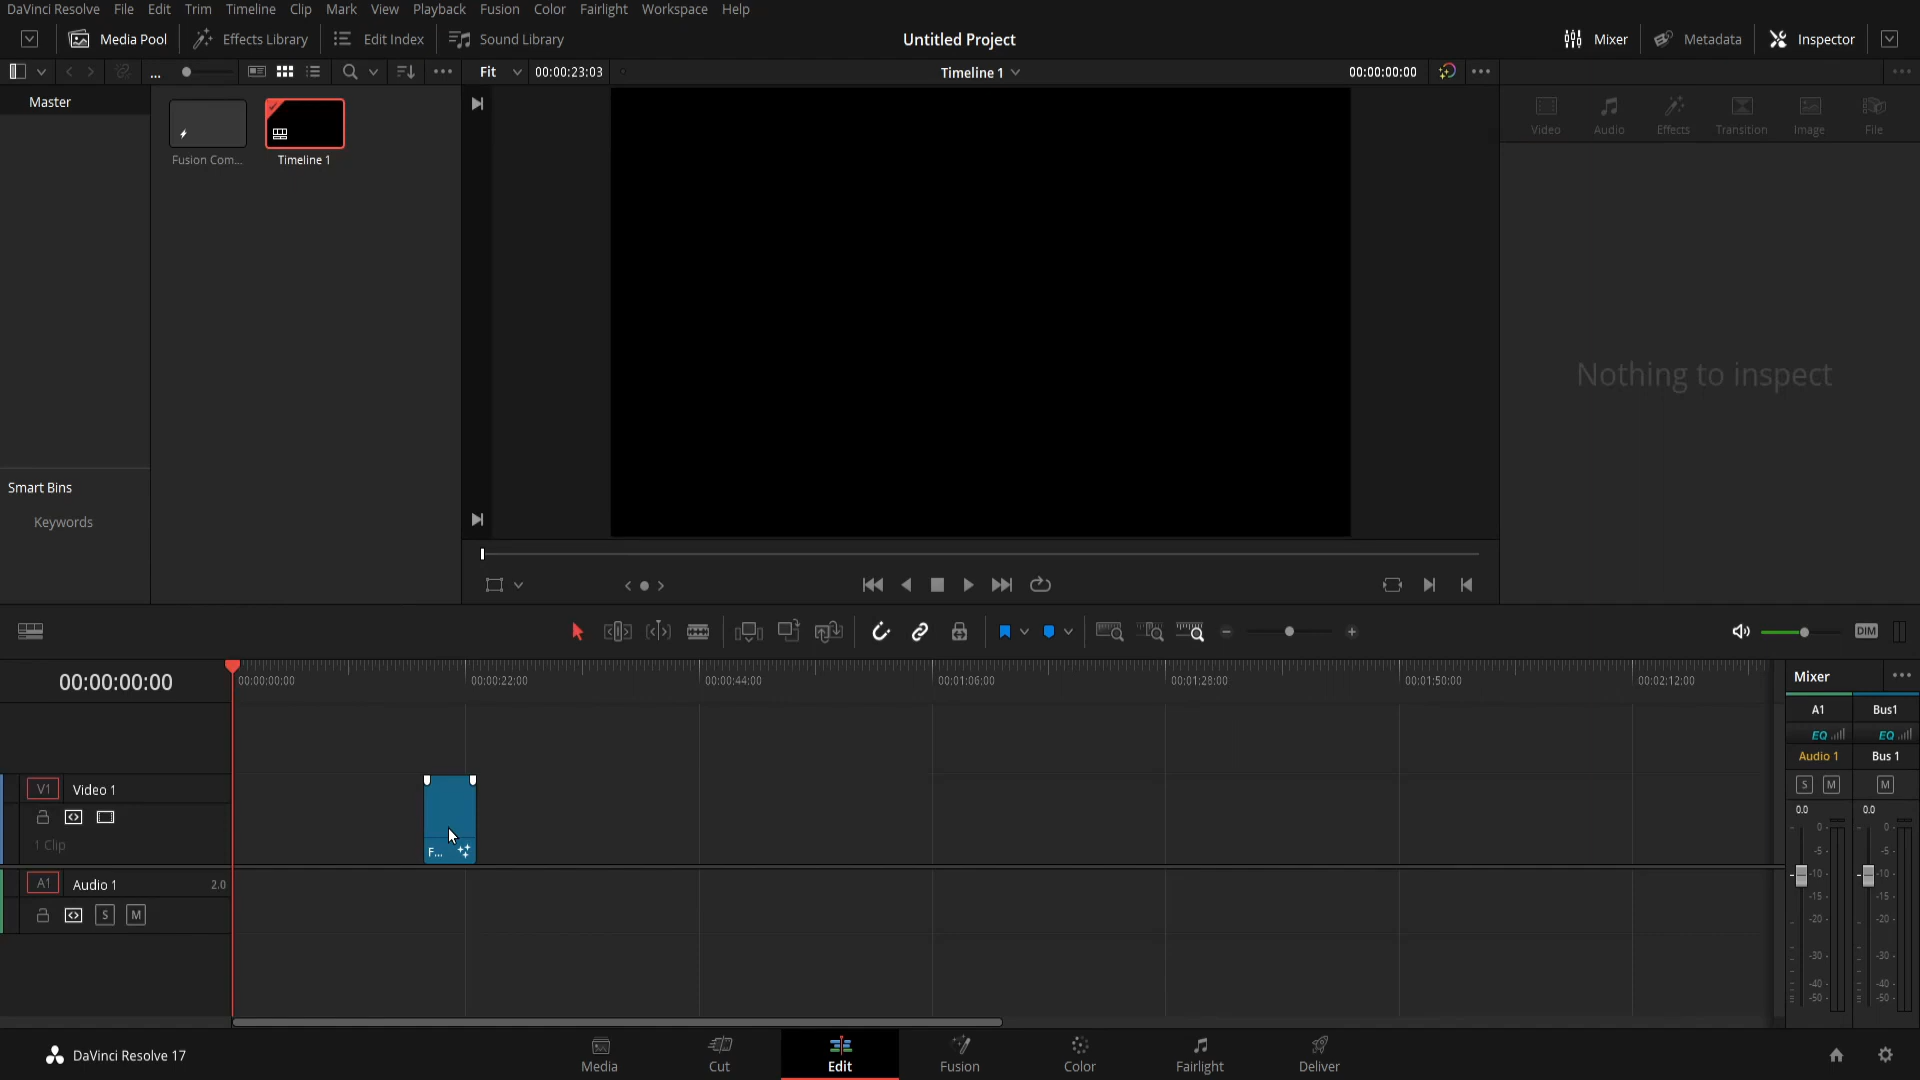 DaVinci Resolve File Edit Trim Timeline Clip Mark View Playback Fusion Color Fairlight Workspace Help
Media Pool Effects Library Edit Index Sound Library Untitled Project Mixer Metadata Inspector
... Fit 00:00:23:03 Timeline 1 00:00:00:00
Master
Fusion Com... Timeline 1
Video Audio Effects Transition Image File
Nothing to inspect
Smart Bins
Keywords
DIM
00:00:00:00 00:00:00:00 00:00:22:00 00:00:44:00 00:01:06:00 00:01:28:00 00:01:50:00 00:02:12:00 Mixer
A1 Bus1
EQ EQ
Audio 1 Bus 1
V1 Video 1
S M M
0.0 0.0
1 Clip
F...
0 0
-5 -5
-10 -10
-15 -15
-20 -20
-30 -30
-40 -40
-50 -50
A1 Audio 1 2.0
S M
DaVinci Resolve 17 Media Cut Edit Fusion Color Fairlight Deliver